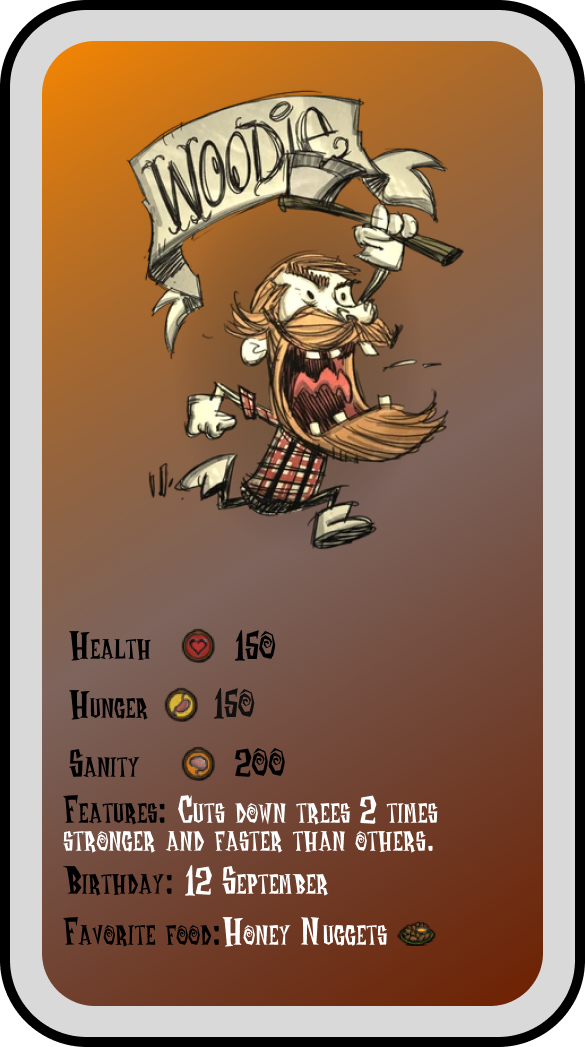 Woodie
Health 150
Hunger 150
Sanity 200
Features: Cuts down trees 2 times
stronger and faster than others.
Birthday: 12 September
Favorite food: Honey Nuggets